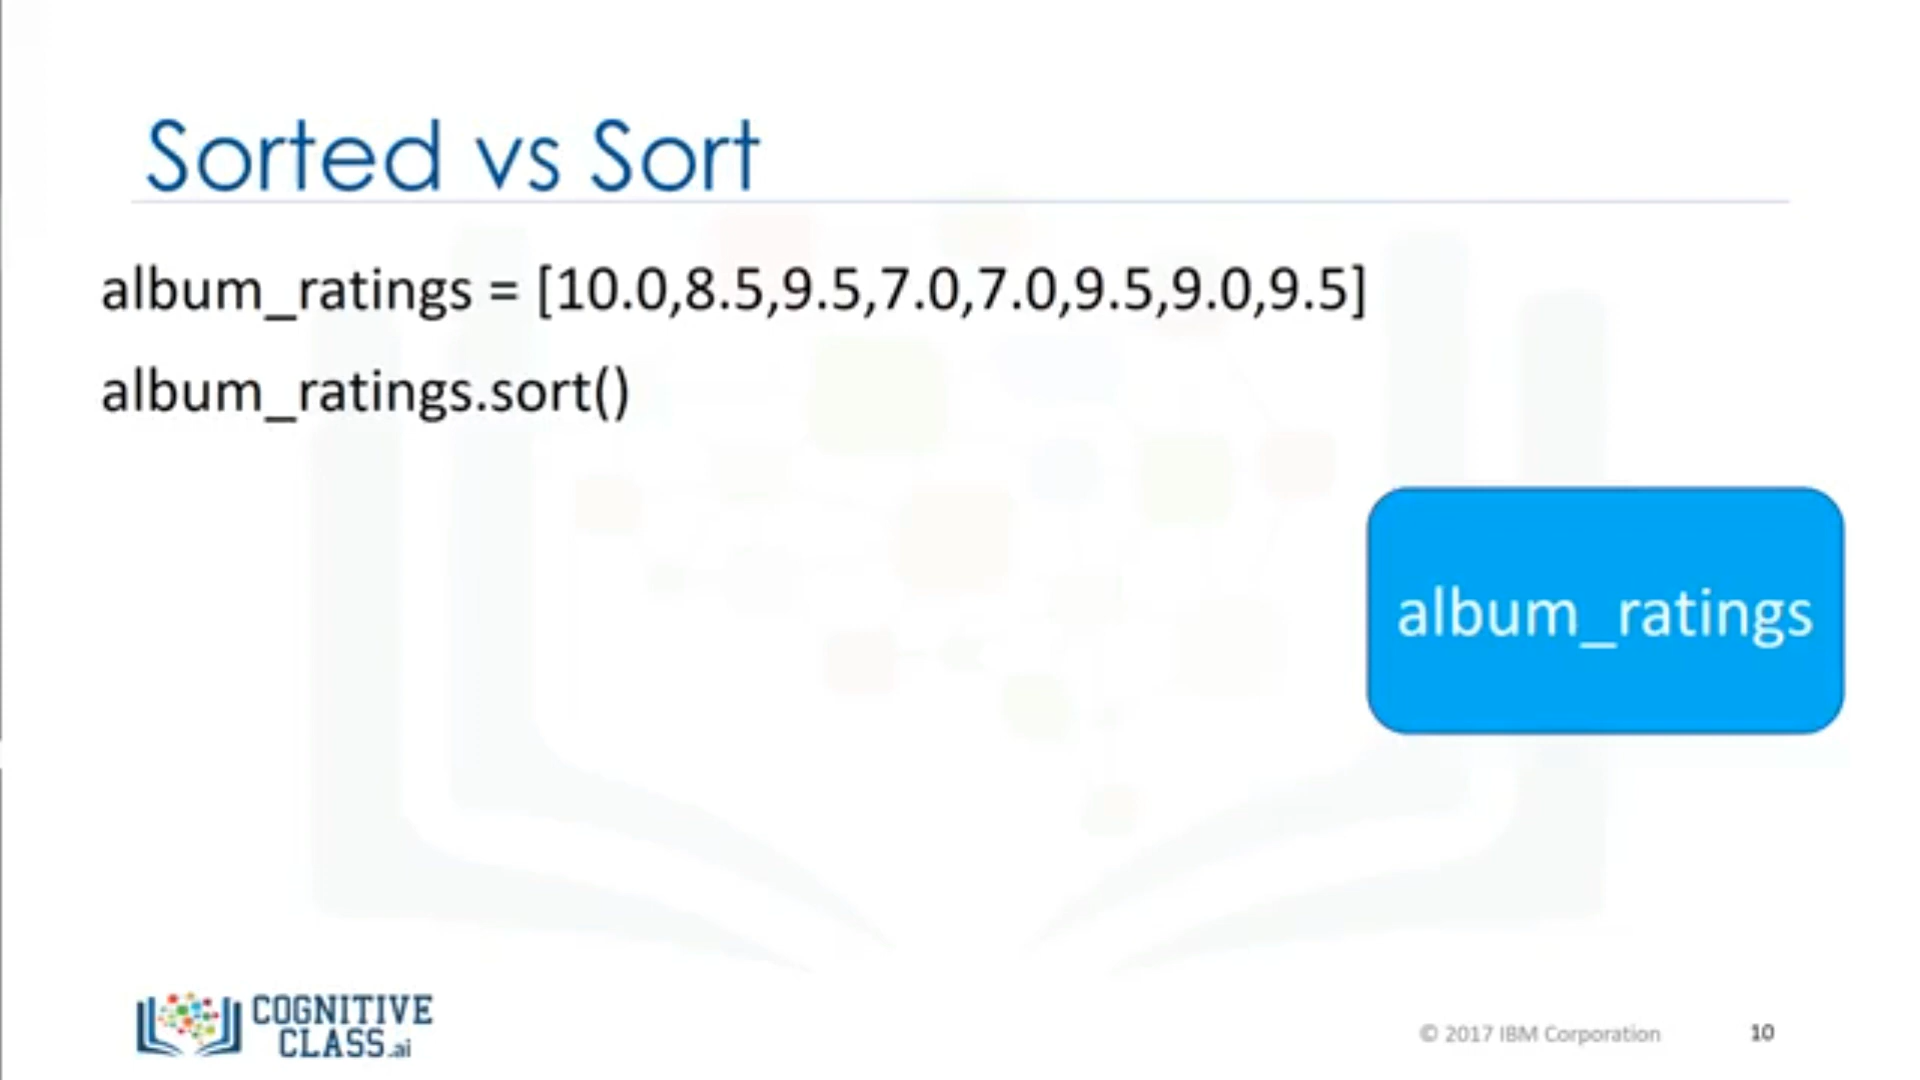 Sorted vs Sort
album_ratings = [10.0,8.5,9.5,7.0,7.0,9.5,9.0,9.5]
album_ratings.sort()
album_ratings
COGNITIVE
CLASS.ai
© 2017 IBM Corporation
10